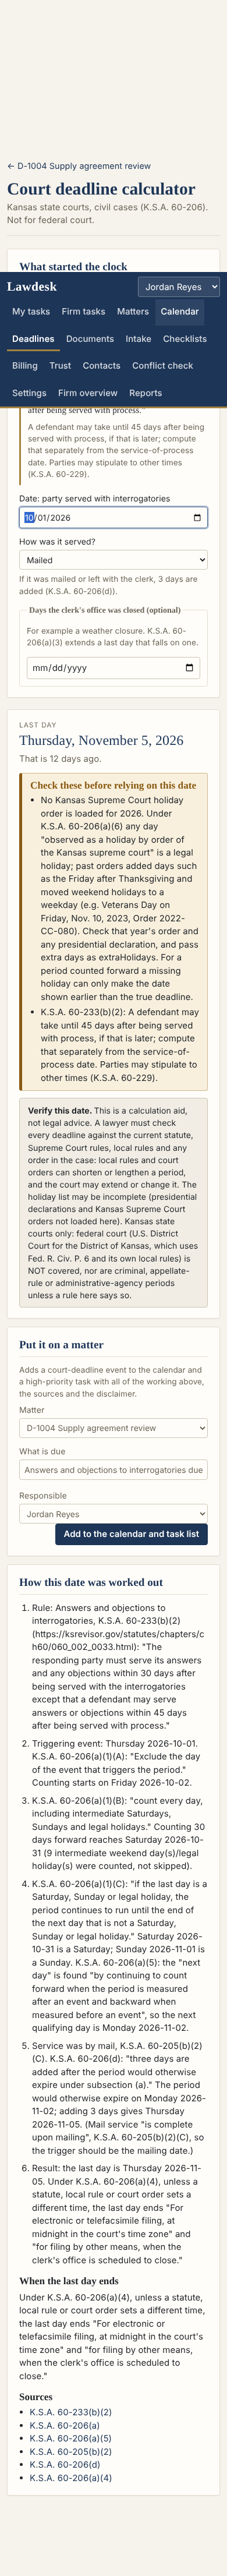 ← D-1004 Supply agreement review
Court deadline calculator
Kansas state courts, civil cases (K.S.A. 60-206).
Not for federal court.
What started the clock
Lawdesk
Jordan Reyes
My tasks Firm tasks Matters Calendar
Deadlines Documents Intake Checklists
Billing Trust Contacts Conflict check
Settings Firm overview Reports
after being served with process."
A defendant may take until 45 days after being
served with process, if that is later; compute
that separately from the service-of-process
date. Parties may stipulate to other times
(K.S.A. 60-229).
Date: party served with interrogatories
10/01/2026
How was it served?
Mailed
If it was mailed or left with the clerk, 3 days are
added (K.S.A. 60-206(d)).
Days the clerk's office was closed (optional)
For example a weather closure. K.S.A. 60-
206(a)(3) extends a last day that falls on one.
mm/dd/yyyy
LAST DAY
Thursday, November 5, 2026
That is 12 days ago.
Check these before relying on this date
• No Kansas Supreme Court holiday
order is loaded for 2026. Under
K.S.A. 60-206(a)(6) any day
"observed as a holiday by order of
the Kansas supreme court" is a legal
holiday; past orders added days such
as the Friday after Thanksgiving and
moved weekend holidays to a
weekday (e.g. Veterans Day on
Friday, Nov. 10, 2023, Order 2022-
CC-080). Check that year's order and
any presidential declaration, and pass
extra days as extraHolidays. For a
period counted forward a missing
holiday can only make the date
shown earlier than the true deadline.
• K.S.A. 60-233(b)(2): A defendant may
take until 45 days after being served
with process, if that is later; compute
that separately from the service-of-
process date. Parties may stipulate to
other times (K.S.A. 60-229).
Verify this date. This is a calculation aid,
not legal advice. A lawyer must check
every deadline against the current statute,
Supreme Court rules, local rules and any
order in the case: local rules and court
orders can shorten or lengthen a period,
and the court may extend or change it. The
holiday list may be incomplete (presidential
declarations and Kansas Supreme Court
orders not loaded here). Kansas state
courts only: federal court (U.S. District
Court for the District of Kansas, which uses
Fed. R. Civ. P. 6 and its own local rules) is
NOT covered, nor are criminal, appellate-
rule or administrative-agency periods
unless a rule here says so.
Put it on a matter
Adds a court-deadline event to the calendar and
a high-priority task with all of the working above,
the sources and the disclaimer.
Matter
D-1004 Supply agreement review
What is due
Answers and objections to interrogatories due
Responsible
Jordan Reyes
Add to the calendar and task list
How this date was worked out
1. Rule: Answers and objections to
interrogatories, K.S.A. 60-233(b)(2)
(https://ksrevisor.gov/statutes/chapters/c
h60/060_002_0033.html): "The
responding party must serve its answers
and any objections within 30 days after
being served with the interrogatories
except that a defendant may serve
answers or objections within 45 days
after being served with process."
2. Triggering event: Thursday 2026-10-01.
K.S.A. 60-206(a)(1)(A): "Exclude the day
of the event that triggers the period."
Counting starts on Friday 2026-10-02.
3. K.S.A. 60-206(a)(1)(B): "count every day,
including intermediate Saturdays,
Sundays and legal holidays." Counting 30
days forward reaches Saturday 2026-10-
31 (9 intermediate weekend day(s)/legal
holiday(s) were counted, not skipped).
4. K.S.A. 60-206(a)(1)(C): "if the last day is a
Saturday, Sunday or legal holiday, the
period continues to run until the end of
the next day that is not a Saturday,
Sunday or legal holiday." Saturday 2026-
10-31 is a Saturday; Sunday 2026-11-01 is
a Sunday. K.S.A. 60-206(a)(5): the "next
day" is found "by continuing to count
forward when the period is measured
after an event and backward when
measured before an event", so the next
qualifying day is Monday 2026-11-02.
5. Service was by mail, K.S.A. 60-205(b)(2)
(C). K.S.A. 60-206(d): "three days are
added after the period would otherwise
expire under subsection (a)." The period
would otherwise expire on Monday 2026-
11-02; adding 3 days gives Thursday
2026-11-05. (Mail service "is complete
upon mailing", K.S.A. 60-205(b)(2)(C), so
the trigger should be the mailing date.)
6. Result: the last day is Thursday 2026-11-
05. Under K.S.A. 60-206(a)(4), unless a
statute, local rule or court order sets a
different time, the last day ends "For
electronic or telefacsimile filing, at
midnight in the court's time zone" and
"for filing by other means, when the
clerk's office is scheduled to close."
When the last day ends
Under K.S.A. 60-206(a)(4), unless a statute,
local rule or court order sets a different time,
the last day ends "For electronic or
telefacsimile filing, at midnight in the court's
time zone" and "for filing by other means,
when the clerk's office is scheduled to
close."
Sources
• K.S.A. 60-233(b)(2)
• K.S.A. 60-206(a)
• K.S.A. 60-206(a)(5)
• K.S.A. 60-205(b)(2)
• K.S.A. 60-206(d)
• K.S.A. 60-206(a)(4)